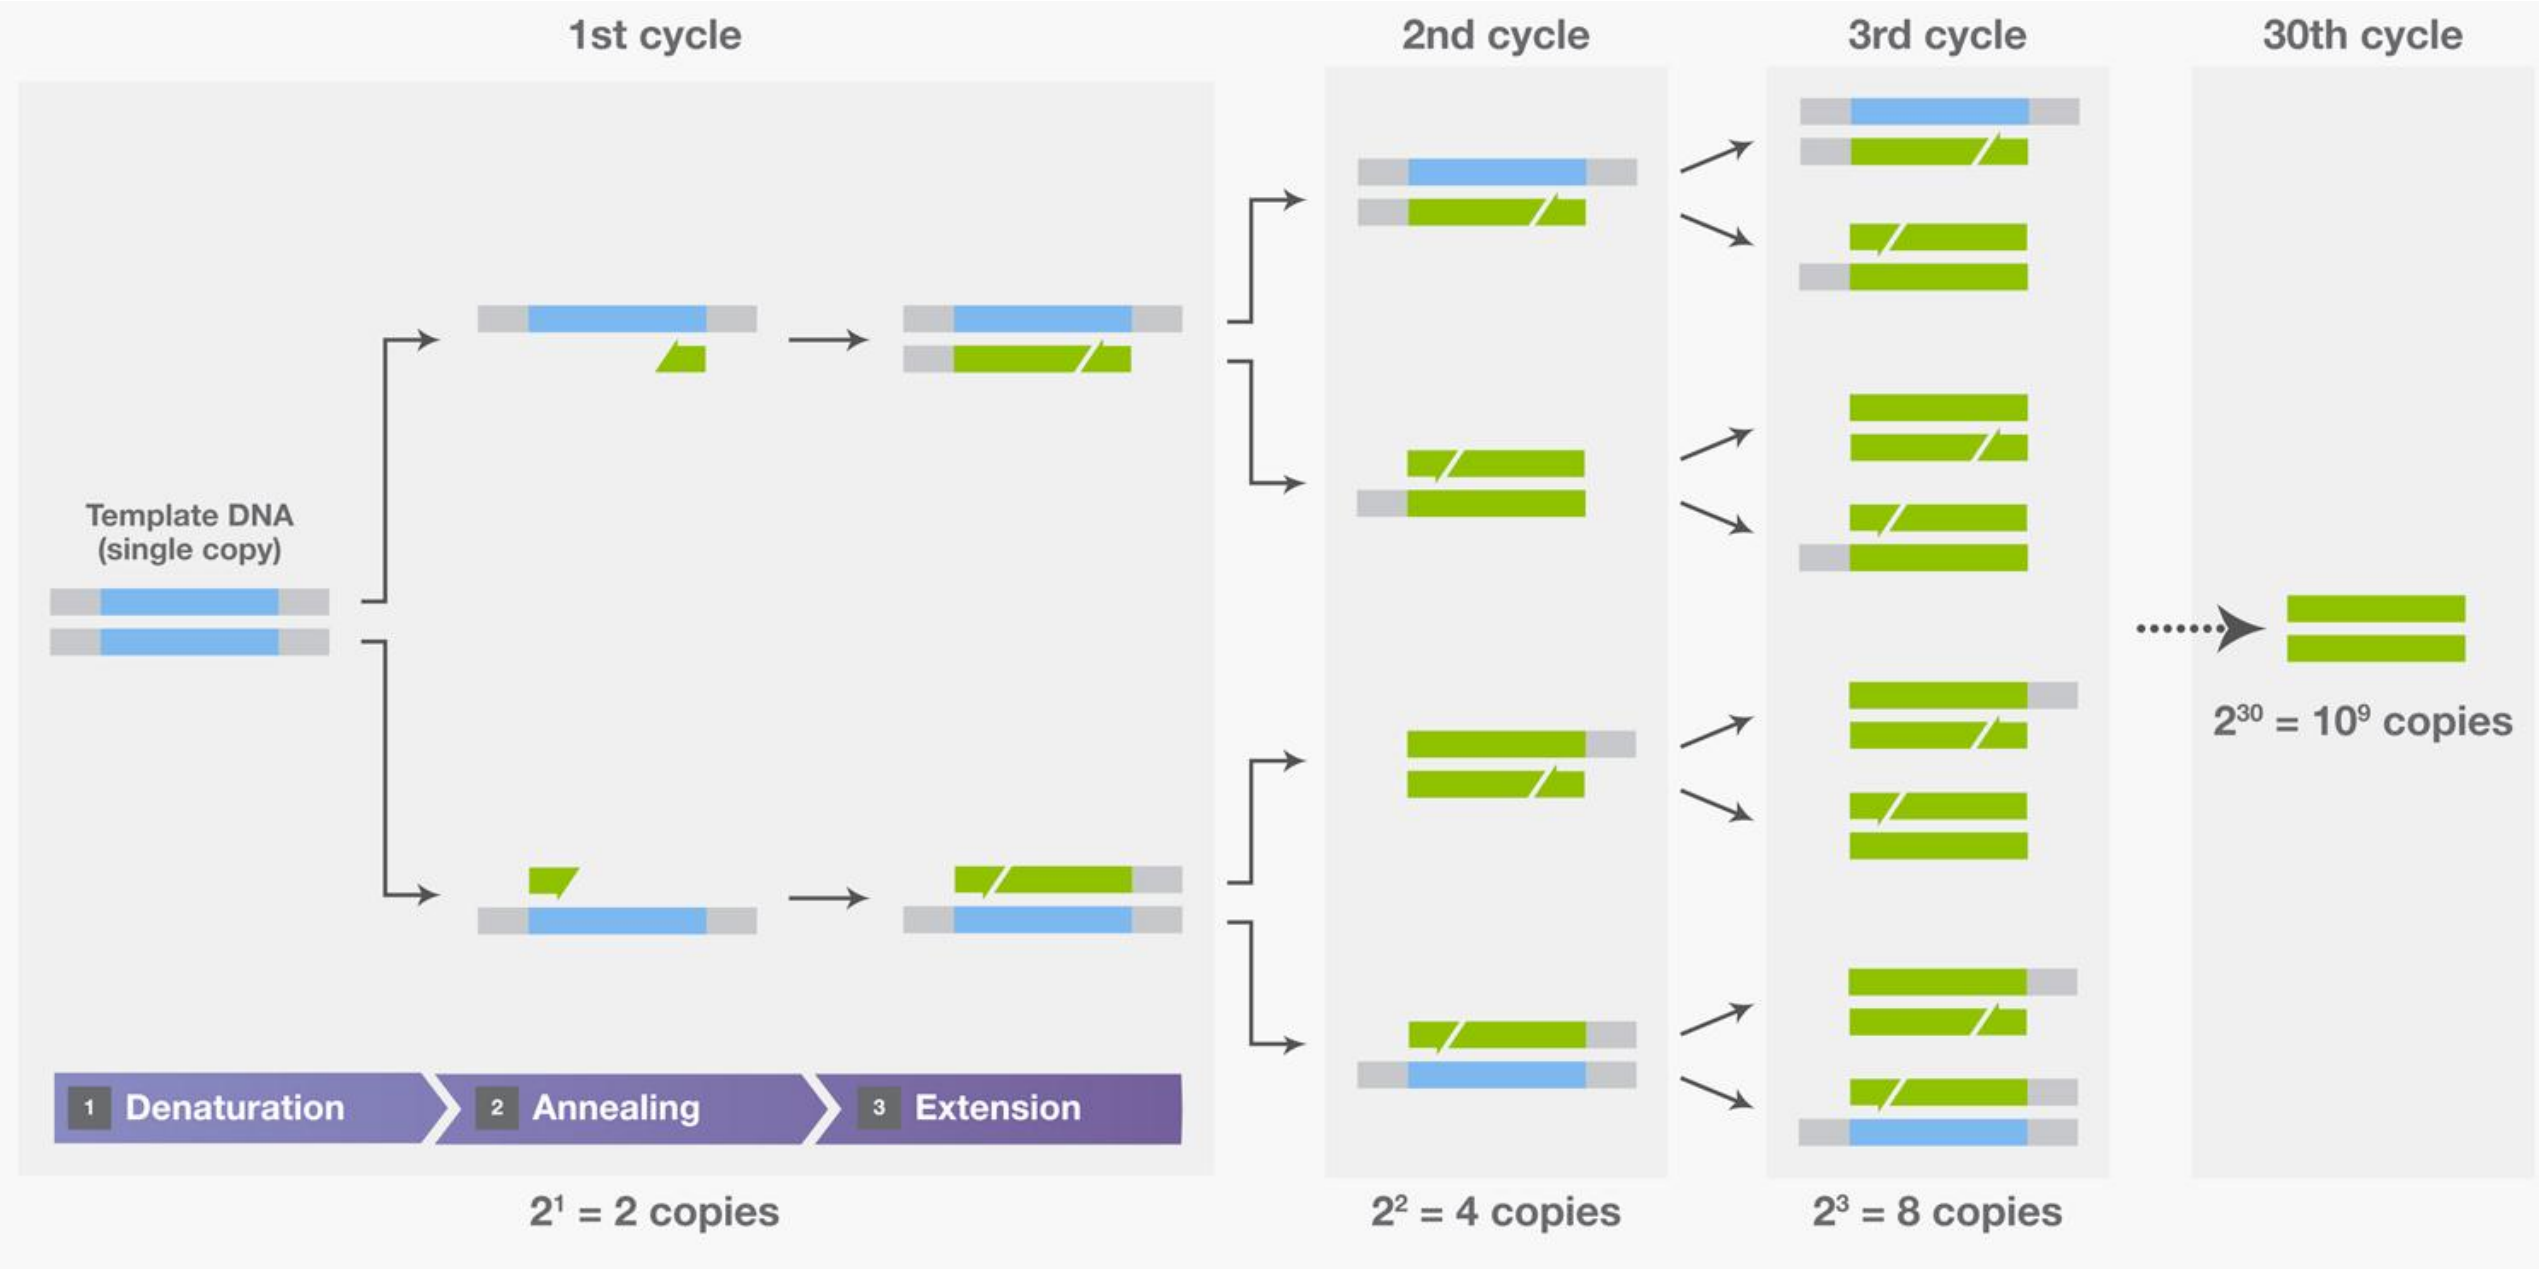 1st cycle
2nd cycle
3rd cycle
30th cycle
Template DNA
(single copy)
1 Denaturation
2 Annealing
3 Extension
2¹ = 2 copies
2² = 4 copies
2³ = 8 copies
2³⁰ = 10⁹ copies